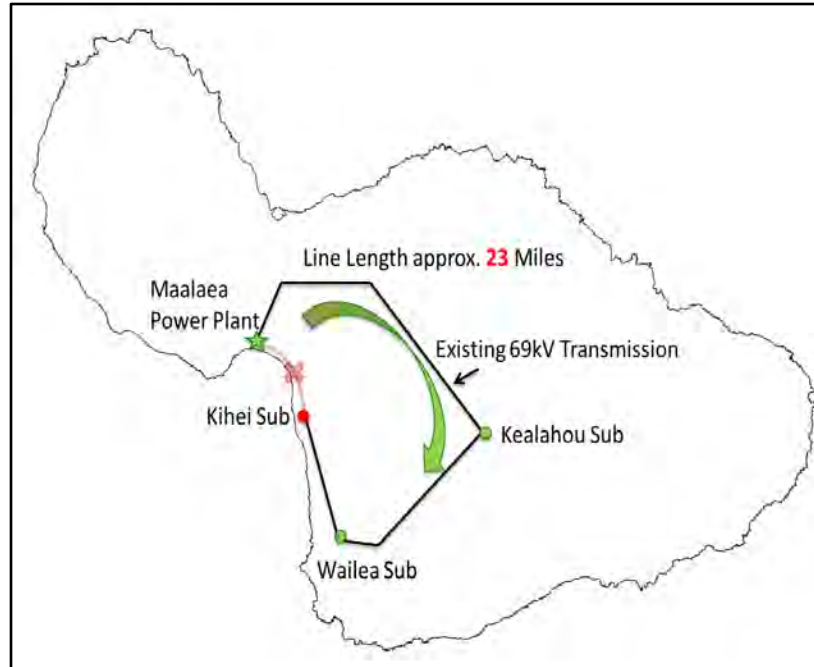 Line Length approx. 23 Miles
Maalaea
Power Plant
Existing 69kV Transmission
Kihei Sub
Kealahou Sub
Wailea Sub